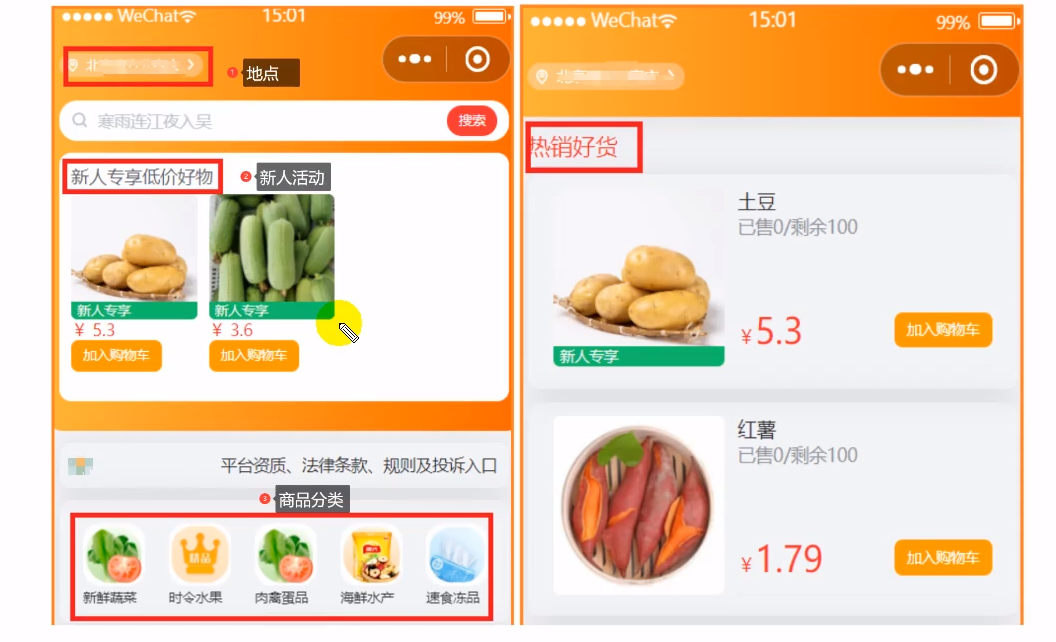 WeChat
15:01
99%
1
地点
寒雨连江夜入吴
搜索
新人专享低价好物
2
新人活动
新人专享
新人专享
¥ 5.3
¥ 3.6
加入购物车
加入购物车
平台资质、法律条款、规则及投诉入口
3
商品分类
精品
新鲜蔬菜
时令水果
肉禽蛋品
海鲜水产
速食冻品
WeChat
15:01
99%
热销好货
土豆
已售0/剩余100
新人专享
¥5.3
加入购物车
红薯
已售0/剩余100
¥1.79
加入购物车